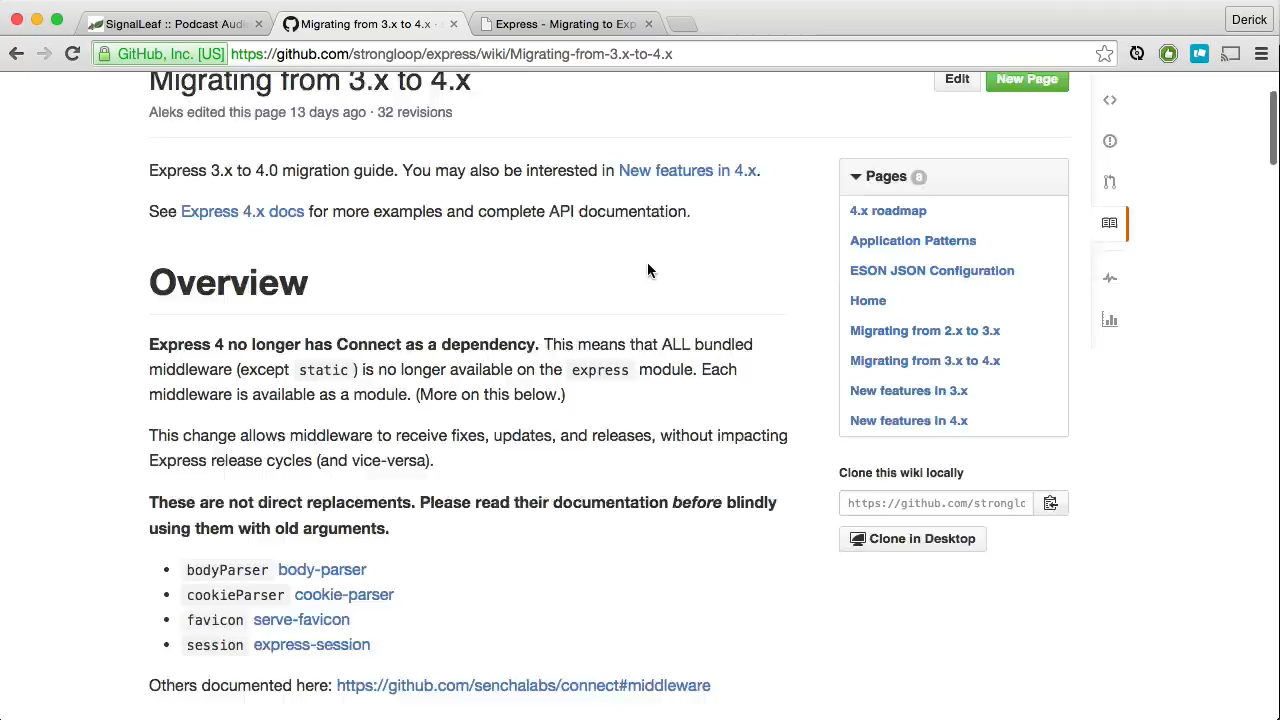 SignalLeaf :: Podcast Audi
Migrating from 3.x to 4.x ·
Express - Migrating to Exp
Derick
GitHub, Inc. [US] https://github.com/strongloop/express/wiki/Migrating-from-3.x-to-4.x
Migrating from 3.x to 4.x
Edit
New Page
Aleks edited this page 13 days ago · 32 revisions
Express 3.x to 4.0 migration guide. You may also be interested in New features in 4.x.
See Express 4.x docs for more examples and complete API documentation.
Overview
Express 4 no longer has Connect as a dependency. This means that ALL bundled
middleware (except static ) is no longer available on the express module. Each
middleware is available as a module. (More on this below.)
This change allows middleware to receive fixes, updates, and releases, without impacting
Express release cycles (and vice-versa).
These are not direct replacements. Please read their documentation before blindly
using them with old arguments.
• bodyParser body-parser
• cookieParser cookie-parser
• favicon serve-favicon
• session express-session
Others documented here: https://github.com/senchalabs/connect#middleware
Pages 8
4.x roadmap
Application Patterns
ESON JSON Configuration
Home
Migrating from 2.x to 3.x
Migrating from 3.x to 4.x
New features in 3.x
New features in 4.x
Clone this wiki locally
https://github.com/stronglo
Clone in Desktop